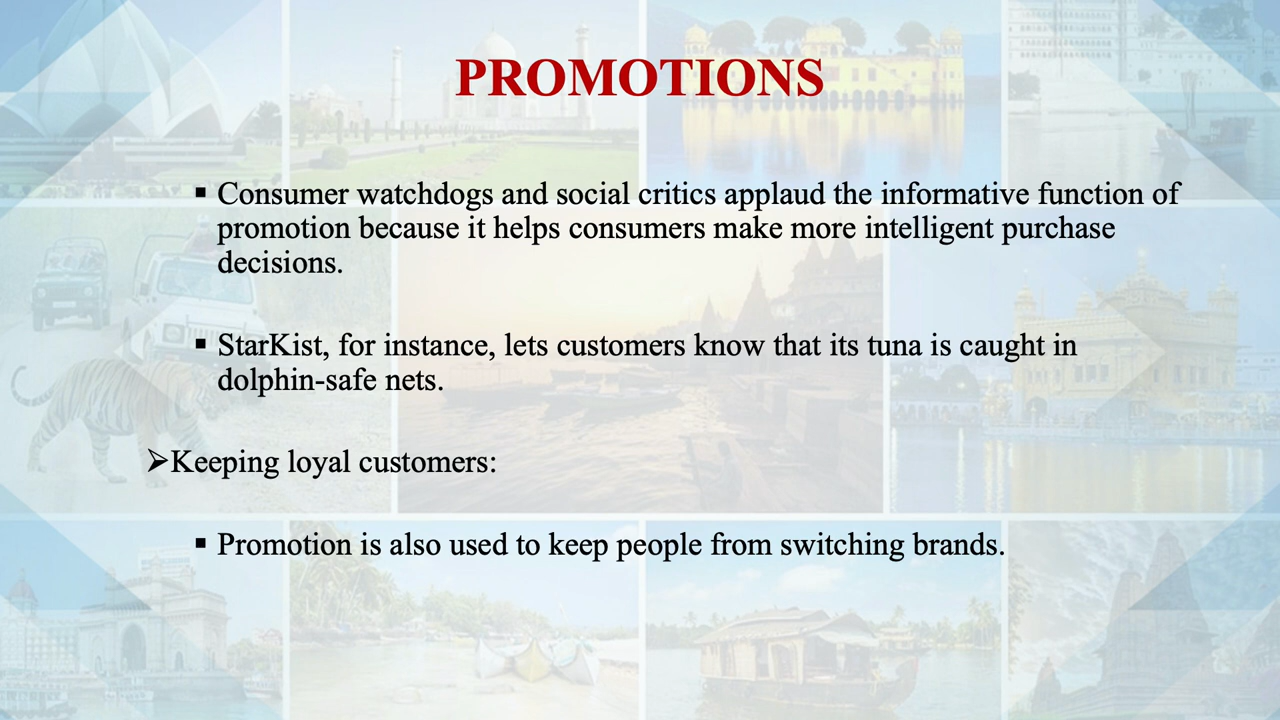 PROMOTIONS
▪ Consumer watchdogs and social critics applaud the informative function of
promotion because it helps consumers make more intelligent purchase
decisions.
▪ StarKist, for instance, lets customers know that its tuna is caught in
dolphin-safe nets.
➢Keeping loyal customers:
▪ Promotion is also used to keep people from switching brands.